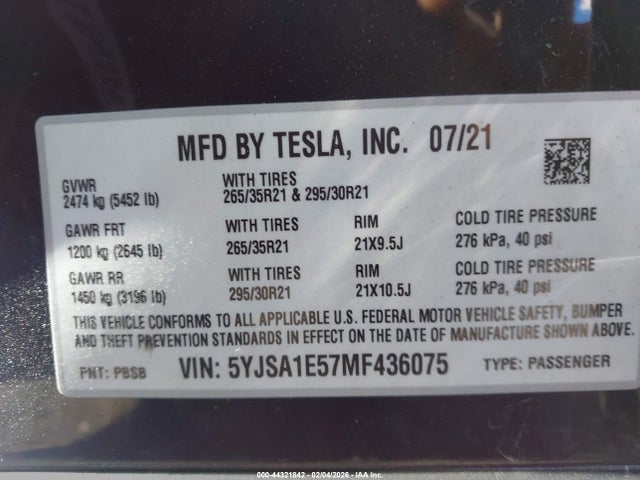 MFD BY TESLA, INC. 07/21
GVWR WITH TIRES
2474 kg (5452 lb) 265/35R21 & 295/30R21
GAWR FRT RIM COLD TIRE PRESSURE
1200 kg (2645 lb) 265/35R21 21X9.5J 276 kPa, 40 psi
GAWR RR RIM COLD TIRE PRESSURE
1450 kg (3196 lb) 295/30R21 21X10.5J 276 kPa, 40 psi
THIS VEHICLE CONFORMS TO ALL APPLICABLE U.S. FEDERAL MOTOR VEHICLE SAFETY, BUMPER
AND THEFT PREVENTION STANDARDS IN EFFECT ON THE DATE OF MANUFACTURE SHOWN ABOVE.
PNT: PBSB VIN: 5YJSA1E57MF436075 TYPE: PASSENGER
000-44321842 - 02/04/2026 - © IAA, Inc.